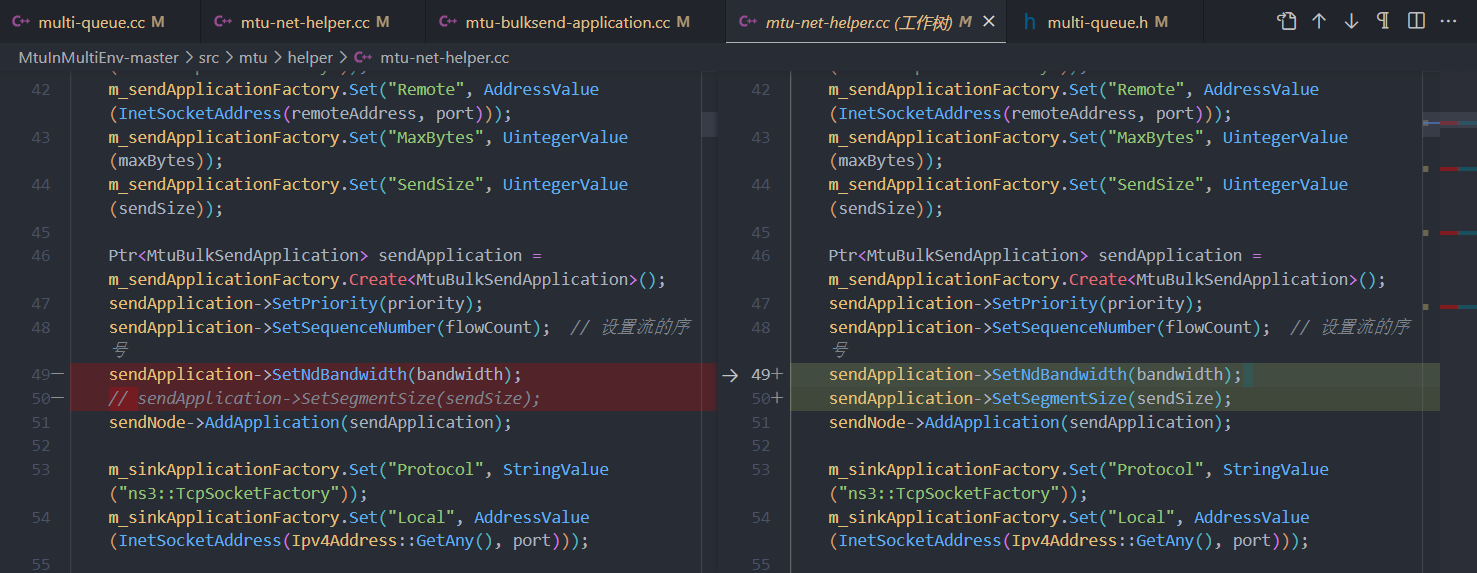 multi-queue.cc M mtu-net-helper.cc M mtu-bulksend-application.cc M mtu-net-helper.cc (工作树) M multi-queue.h M
MtuInMultiEnv-master > src > mtu > helper > mtu-net-helper.cc
42 m_sendApplicationFactory.Set("Remote", AddressValue
(InetSocketAddress(remoteAddress, port)));
43 m_sendApplicationFactory.Set("MaxBytes", UintegerValue
(maxBytes));
44 m_sendApplicationFactory.Set("SendSize", UintegerValue
(sendSize));
45
46 Ptr<MtuBulkSendApplication> sendApplication =
m_sendApplicationFactory.Create<MtuBulkSendApplication>();
47 sendApplication->SetPriority(priority);
48 sendApplication->SetSequenceNumber(flowCount);  // 设置流的序
号
49— sendApplication->SetNdBandwidth(bandwidth);
50— // sendApplication->SetSegmentSize(sendSize);
51 sendNode->AddApplication(sendApplication);
52
53 m_sinkApplicationFactory.Set("Protocol", StringValue
("ns3::TcpSocketFactory"));
54 m_sinkApplicationFactory.Set("Local", AddressValue
(InetSocketAddress(Ipv4Address::GetAny(), port)));
55
42 m_sendApplicationFactory.Set("Remote", AddressValue
(InetSocketAddress(remoteAddress, port)));
43 m_sendApplicationFactory.Set("MaxBytes", UintegerValue
(maxBytes));
44 m_sendApplicationFactory.Set("SendSize", UintegerValue
(sendSize));
45
46 Ptr<MtuBulkSendApplication> sendApplication =
m_sendApplicationFactory.Create<MtuBulkSendApplication>();
47 sendApplication->SetPriority(priority);
48 sendApplication->SetSequenceNumber(flowCount);  // 设置流的序
号
49+ sendApplication->SetNdBandwidth(bandwidth);
50+ sendApplication->SetSegmentSize(sendSize);
51 sendNode->AddApplication(sendApplication);
52
53 m_sinkApplicationFactory.Set("Protocol", StringValue
("ns3::TcpSocketFactory"));
54 m_sinkApplicationFactory.Set("Local", AddressValue
(InetSocketAddress(Ipv4Address::GetAny(), port)));
55